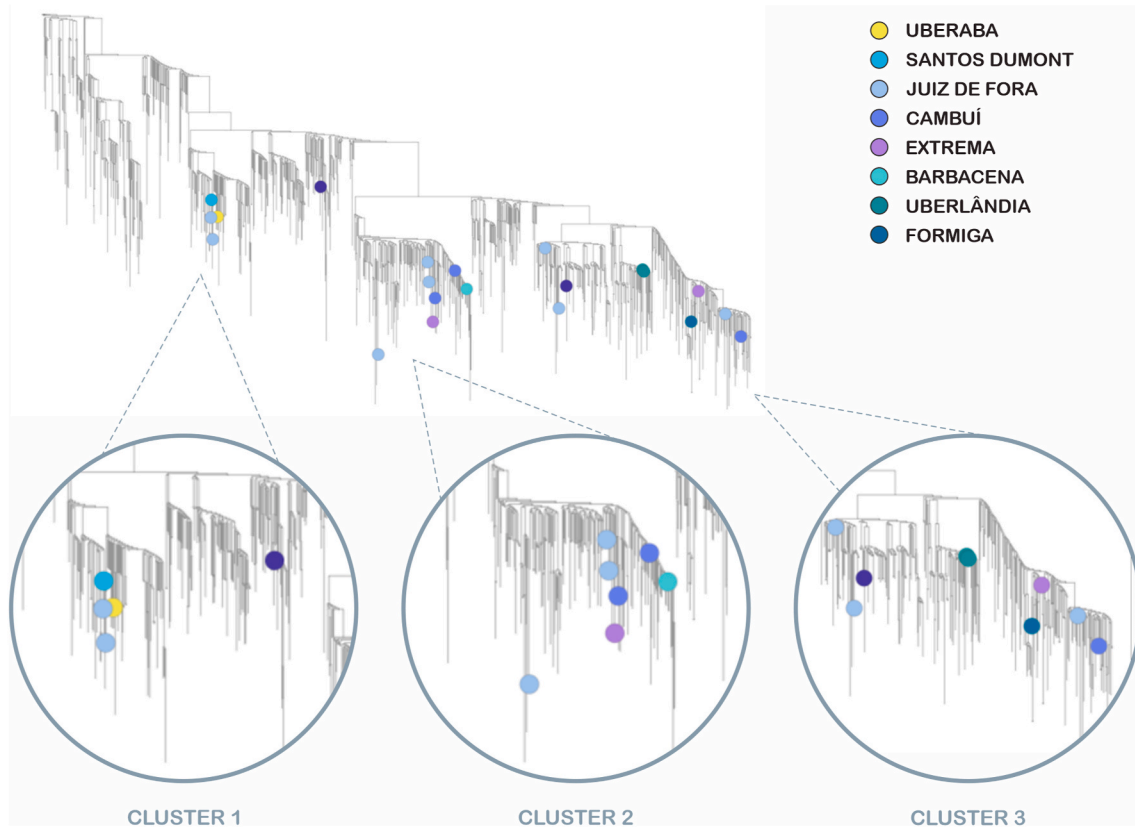 UBERABA
SANTOS DUMONT
JUIZ DE FORA
CAMBUÍ
EXTREMA
BARBACENA
UBERLÂNDIA
FORMIGA
CLUSTER 1
CLUSTER 2
CLUSTER 3